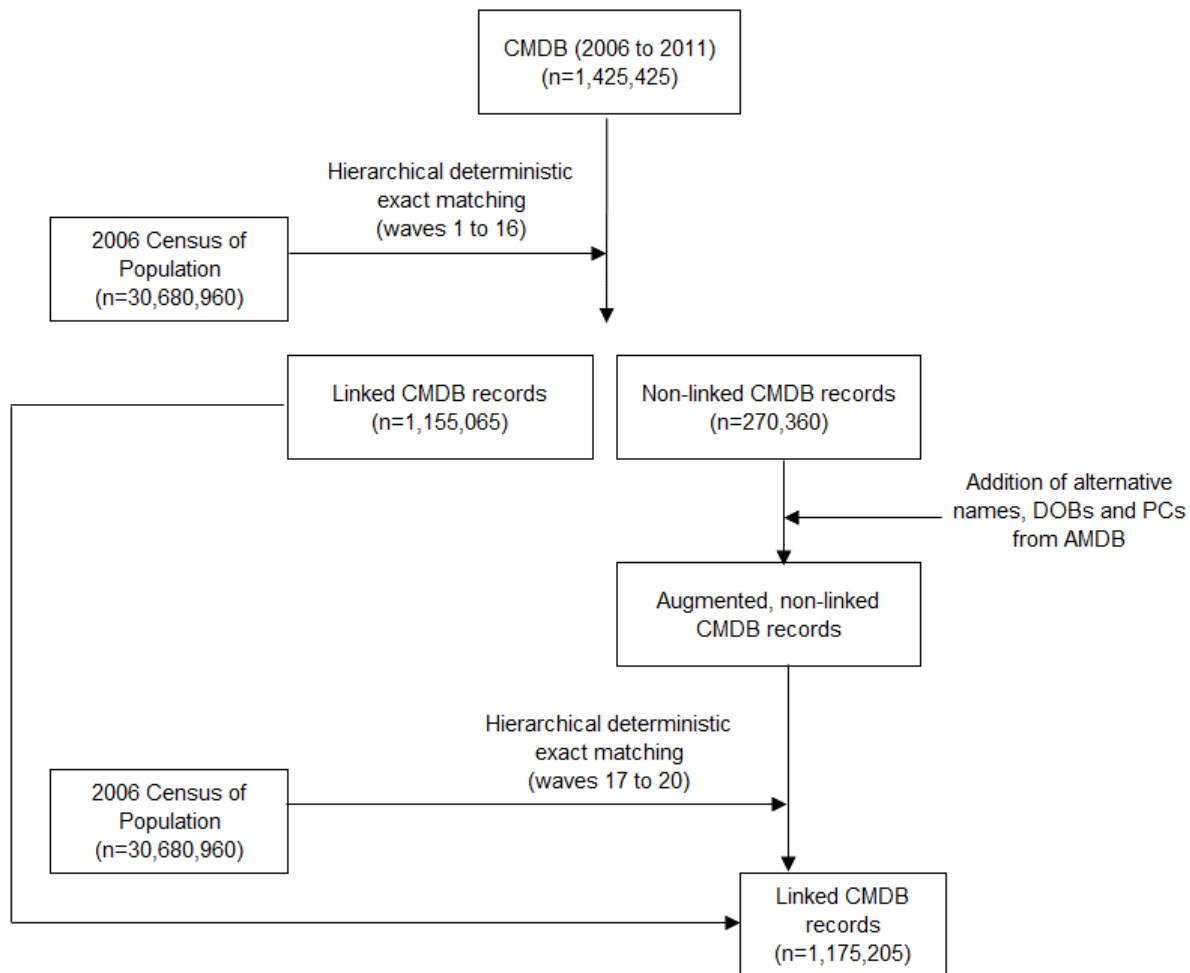 CMDB (2006 to 2011)
(n=1,425,425)
Hierarchical deterministic
exact matching
(waves 1 to 16)
2006 Census of
Population
(n=30,680,960)
Linked CMDB records
(n=1,155,065)
Non-linked CMDB records
(n=270,360)
Addition of alternative
names, DOBs and PCs
from AMDB
Augmented, non-linked
CMDB records
Hierarchical deterministic
exact matching
(waves 17 to 20)
2006 Census of
Population
(n=30,680,960)
Linked CMDB
records
(n=1,175,205)